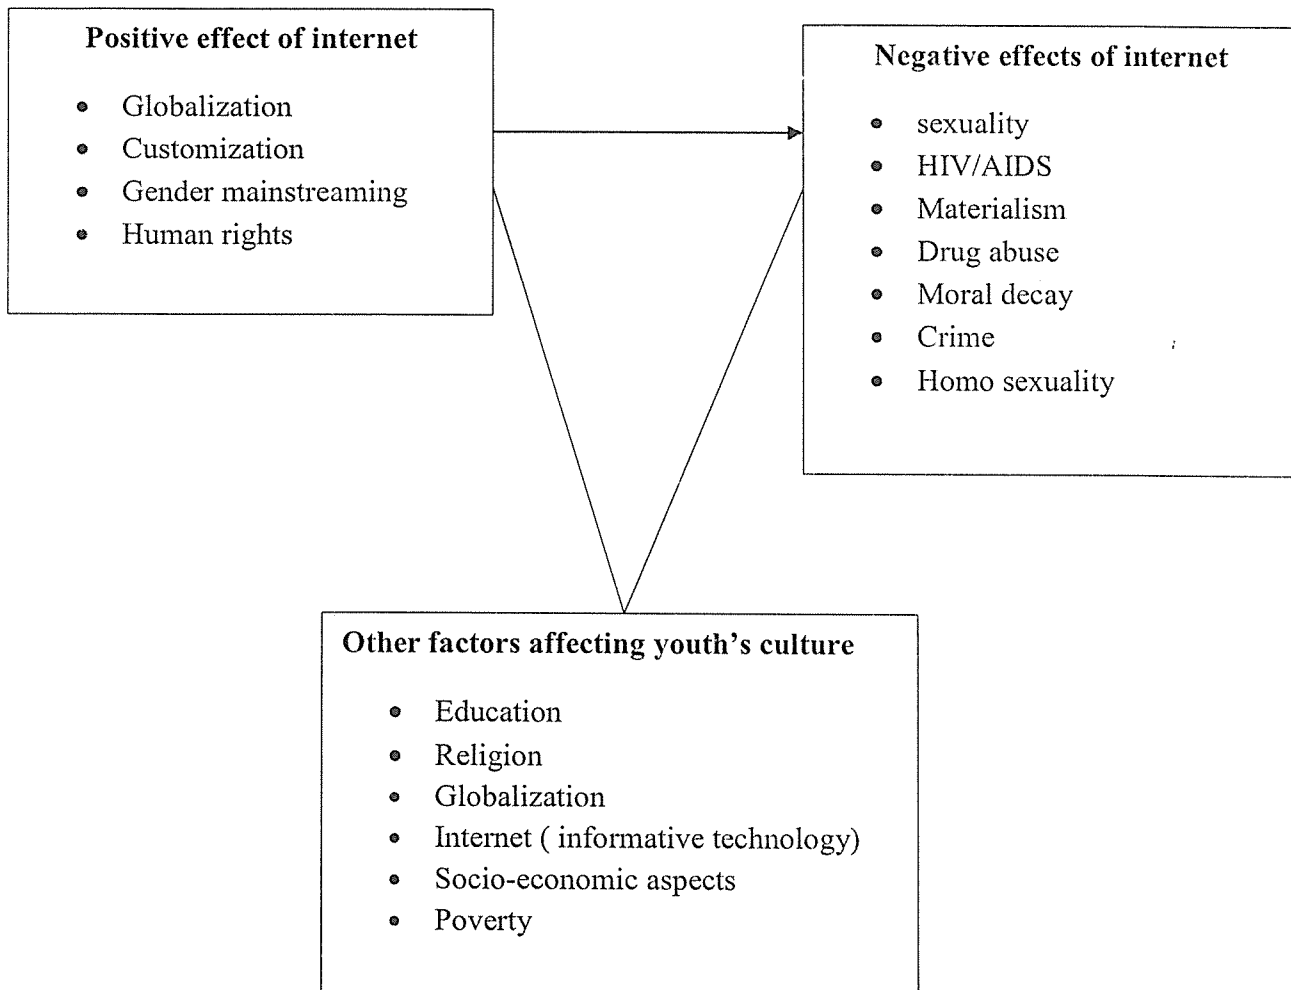 Positive effect of internet
• Globalization
• Customization
• Gender mainstreaming
• Human rights
Negative effects of internet
• sexuality
• HIV/AIDS
• Materialism
• Drug abuse
• Moral decay
• Crime
• Homo sexuality
Other factors affecting youth's culture
• Education
• Religion
• Globalization
• Internet ( informative technology)
• Socio-economic aspects
• Poverty